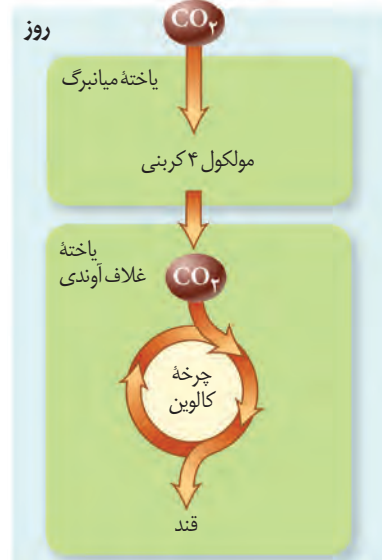 روز
CO۲
یاختهٔ میانبرگ
مولکول ۴ کربنی
یاختهٔ
غلاف آوندی
CO۲
چرخهٔ
کالوین
قند